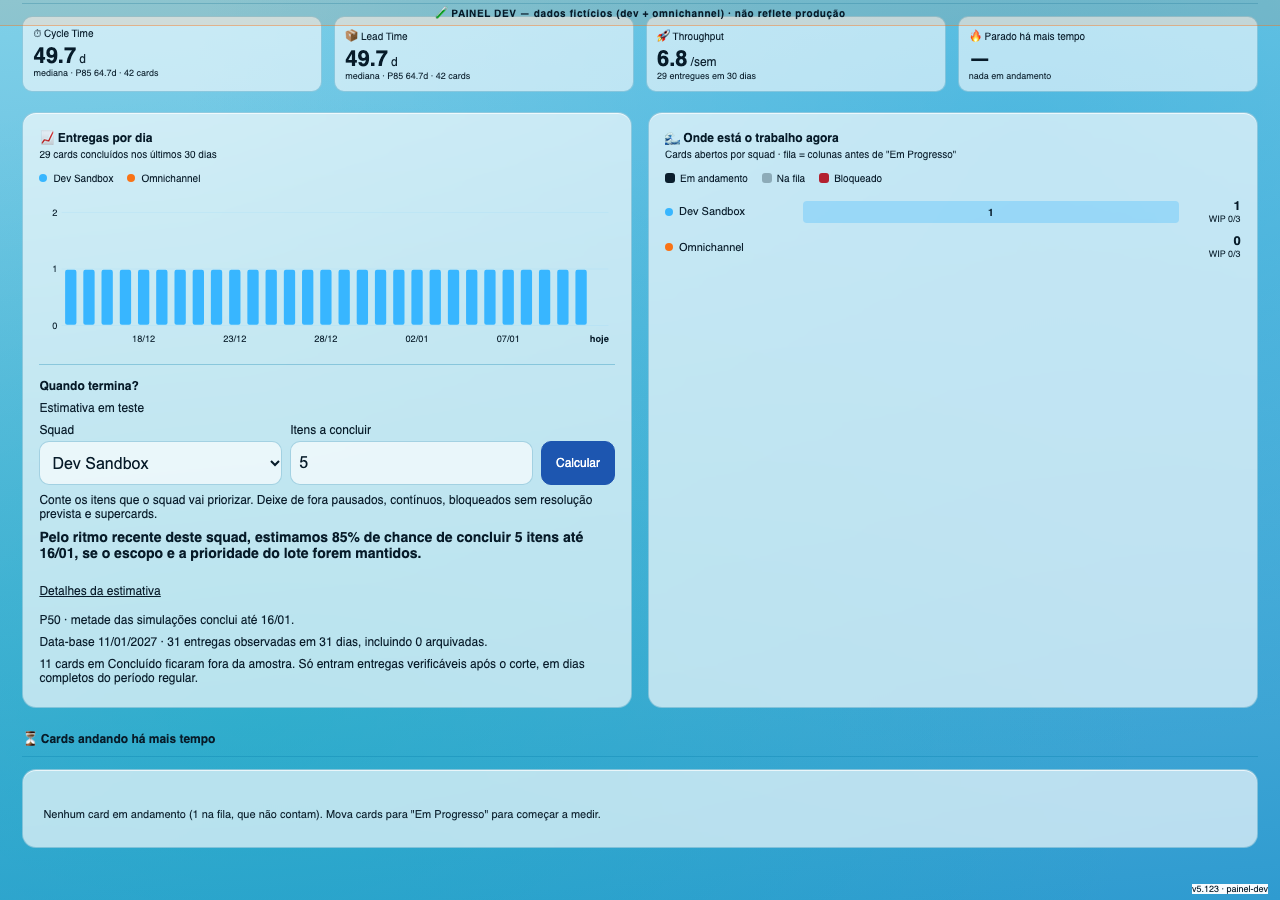 🧪 PAINEL DEV — dados fictícios (dev + omnichannel) · não reflete produção
⏱ Cycle Time
49.7 d
mediana · P85 64.7d · 42 cards
📦 Lead Time
49.7 d
mediana · P85 64.7d · 42 cards
🚀 Throughput
6.8 /sem
29 entregues em 30 dias
🔥 Parado há mais tempo
—
nada em andamento
📈 Entregas por dia
29 cards concluídos nos últimos 30 dias
Dev Sandbox
Omnichannel
2
1
0
18/12
23/12
28/12
02/01
07/01
hoje
Quando termina?
Estimativa em teste
Squad
Itens a concluir
Dev Sandbox
5
Calcular
Conte os itens que o squad vai priorizar. Deixe de fora pausados, contínuos, bloqueados sem resolução
prevista e supercards.
Pelo ritmo recente deste squad, estimamos 85% de chance de concluir 5 itens até
16/01, se o escopo e a prioridade do lote forem mantidos.
Detalhes da estimativa
P50 · metade das simulações conclui até 16/01.
Data-base 11/01/2027 · 31 entregas observadas em 31 dias, incluindo 0 arquivadas.
11 cards em Concluído ficaram fora da amostra. Só entram entregas verificáveis após o corte, em dias
completos do período regular.
🌊 Onde está o trabalho agora
Cards abertos por squad · fila = colunas antes de "Em Progresso"
Em andamento
Na fila
Bloqueado
Dev Sandbox
1
1
WIP 0/3
Omnichannel
0
WIP 0/3
⏳ Cards andando há mais tempo
Nenhum card em andamento (1 na fila, que não contam). Mova cards para "Em Progresso" para começar a medir.
v5.123 · painel-dev